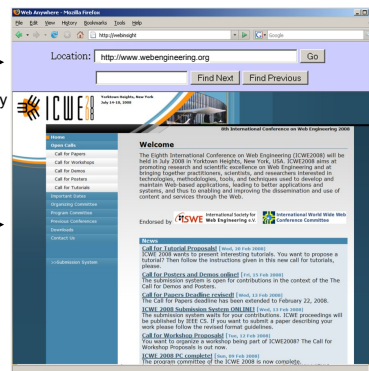 Web Anywhere - Mozilla Firefox
File Edit View History Bookmarks Tools Help
http://webinsight
Google
Location: http://www.webengineering.org Go
Find Next Find Previous
y
ICWE2008
Yorktown Heights, New York
July 14-18, 2008
8th International Conference on Web Engineering 2008
Home
Open Calls
Call for Papers
Call for Workshops
Call for Demos
Call for Posters
Call for Tutorials
Important Dates
Organizing Committee
Program Committee
Previous Conferences
Downloads
Contact Us
>>Submission System
Welcome
The Eighth International Conference on Web Engineering (ICWE2008) will be
held in July 2008 in Yorktown Heights, New York, USA. ICWE2008 aims at
promoting research and scientific excellence on Web Engineering and at
bringing together practitioners, scientists, and researchers interested in
technologies, methodologies, tools, and techniques used to develop and
maintain Web-based applications, leading to better applications and
systems, and thus to enabling and improving the dissemination and use of
content and services through the Web.
Endorsed by ISWE International Society for
Web Engineering e.V.
International World Wide Web
Conference Committee
News
Call for Tutorial Proposals! [Wed, 20 Feb 2008]
ICWE 2008 wants to present interesting tutorials. You want to propose a
tutorial? Then follow the instructions given in this new call for tutorials,
please.
Call for Posters and Demos online! [Fri, 15 Feb 2008]
The submission system is open for contributions in the context of the The
Call for Demos and Posters.
Call for Papers Deadline revised! [Wed, 13 Feb 2008]
The Call for Papers deadline has been extended to February 22, 2008.
ICWE 2008 Submission System ONLINE! [Wed, 13 Feb 2008]
The submission system waits for your contributions. ICWE proceedings will
be published by IEEE CS. If you want to submit a paper describing your
work please follow the revised format guidelines.
Call for Workshop Proposals! 
You want to organize a workshop being part of ICWE2008? The Call for
Workshop Proposals is out now.
ICWE 2008 PC complete!
The program committee of the ICWE 2008 is now complete.